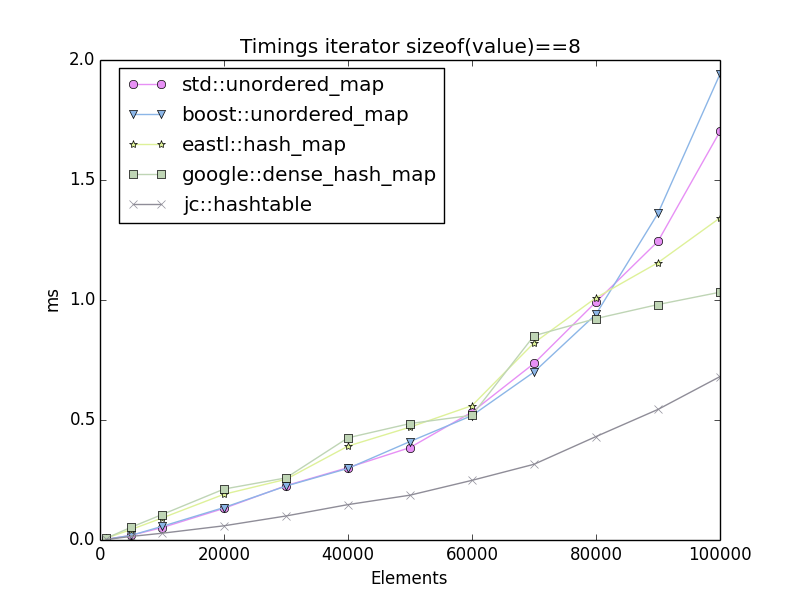 Timings iterator sizeof(value)==8
2.0
std::unordered_map
boost::unordered_map
eastl::hash_map
google::dense_hash_map
jc::hashtable
1.5
1.0
ms
0.5
0.0
0 20000 40000 60000 80000 100000
Elements